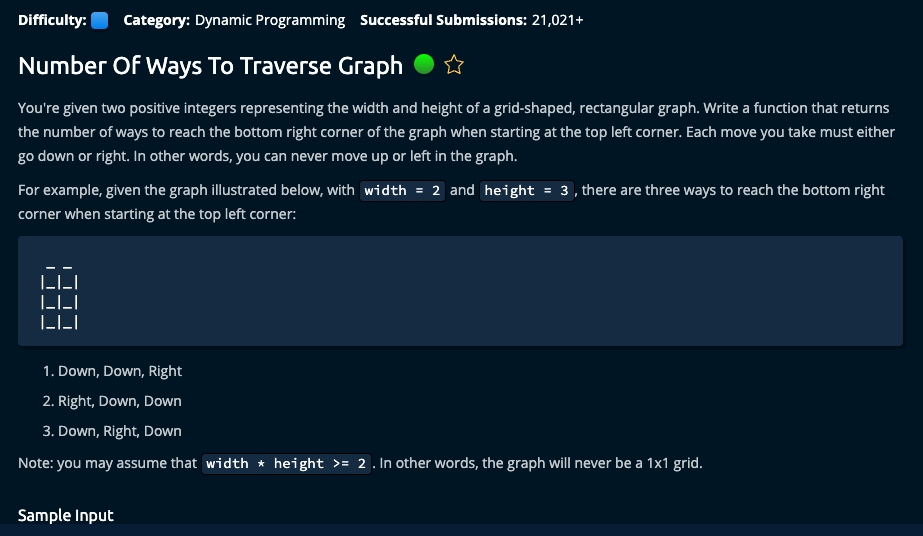 Difficulty: Category: Dynamic Programming Successful Submissions: 21,021+
Number Of Ways To Traverse Graph
You're given two positive integers representing the width and height of a grid-shaped, rectangular graph. Write a function that returns
the number of ways to reach the bottom right corner of the graph when starting at the top left corner. Each move you take must either
go down or right. In other words, you can never move up or left in the graph.
For example, given the graph illustrated below, with width = 2 and height = 3, there are three ways to reach the bottom right
corner when starting at the top left corner:
 _ _
|_|_|
|_|_|
|_|_|
1. Down, Down, Right
2. Right, Down, Down
3. Down, Right, Down
Note: you may assume that width * height >= 2. In other words, the graph will never be a 1x1 grid.
Sample Input